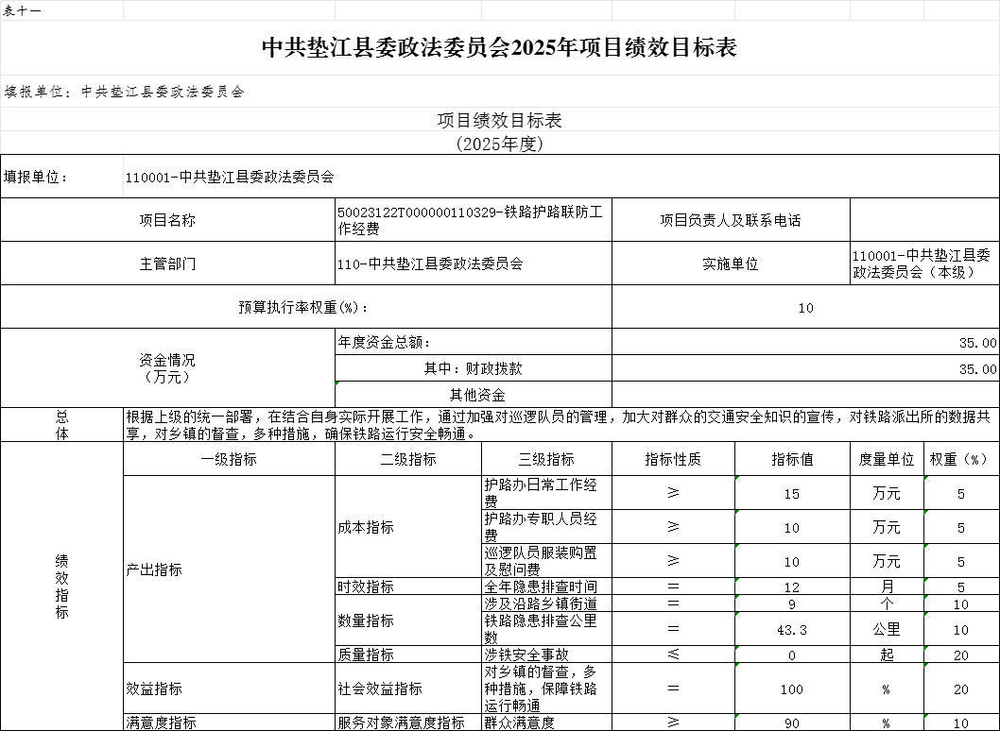 表十一
中共垫江县委政法委员会2025年项目绩效目标表
填报单位：中共垫江县委政法委员会
项目绩效目标表
(2025年度)
填报单位： 110001-中共垫江县委政法委员会
项目名称 50023122T000000110329-铁路护路联防工 项目负责人及联系电话
作经费
主管部门 110-中共垫江县委政法委员会 实施单位 110001-中共垫江县委
政法委员会（本级）
预算执行率权重(%)： 10
资金情况
（万元）
年度资金总额： 35.00
其中：财政拨款 35.00
其他资金
总
体
根据上级的统一部署，在结合自身实际开展工作，通过加强对巡逻队员的管理，加大对群众的交通安全知识的宣传，对铁路派出所的数据共
享，对乡镇的督查，多种措施，确保铁路运行安全畅通。
绩
效
指
标
一级指标 二级指标 三级指标 指标性质 指标值 度量单位 权重（%）
产出指标
成本指标
护路办日常工作经 ≥ 15 万元 5
费
护路办专职人员经 ≥ 10 万元 5
费
巡逻队员服装购置 ≥ 10 万元 5
及慰问费
时效指标 全年隐患排查时间 ＝ 12 月 5
数量指标
涉及沿路乡镇街道 ＝ 9 个 10
铁路隐患排查公里 ＝ 43.3 公里 10
数
质量指标 涉铁安全事故 ≤ 0 起 20
效益指标 社会效益指标
对乡镇的督查，多
种措施，保障铁路 ＝ 100 % 20
运行畅通
满意度指标 服务对象满意度指标 群众满意度 ≥ 90 % 10